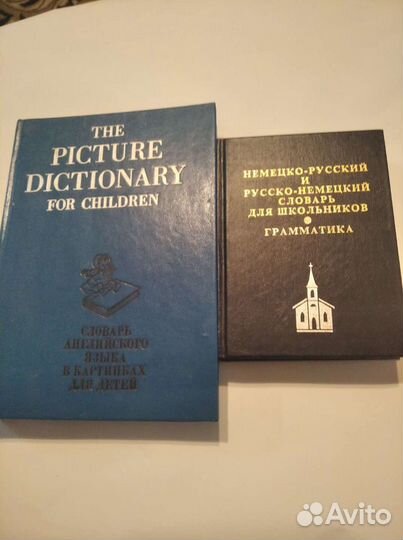 THE
PICTURE
DICTIONARY
FOR CHILDREN
СЛОВАРЬ
АНГЛИЙСКОГО
ЯЗЫКА
В КАРТИНКАХ
ДЛЯ ДЕТЕЙ
НЕМЕЦКО-РУССКИЙ
И
РУССКО-НЕМЕЦКИЙ
СЛОВАРЬ
ДЛЯ ШКОЛЬНИКОВ
ГРАММАТИКА
Avito